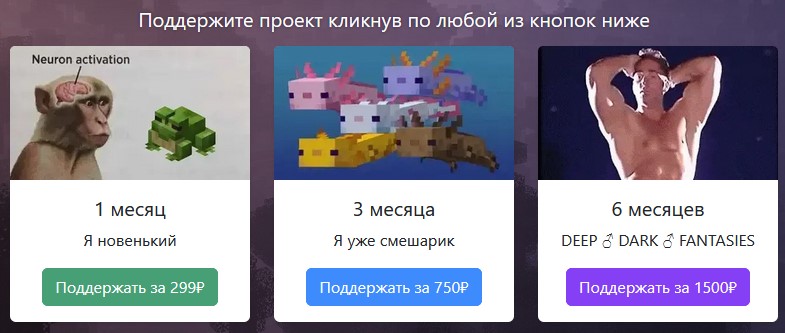 Поддержите проект кликнув по любой из кнопок ниже
Neuron activation
1 месяц
Я новенький
Поддержать за 299₽
3 месяца
Я уже смешарик
Поддержать за 750₽
6 месяцев
DEEP ♂ DARK ♂ FANTASIES
Поддержать за 1500₽